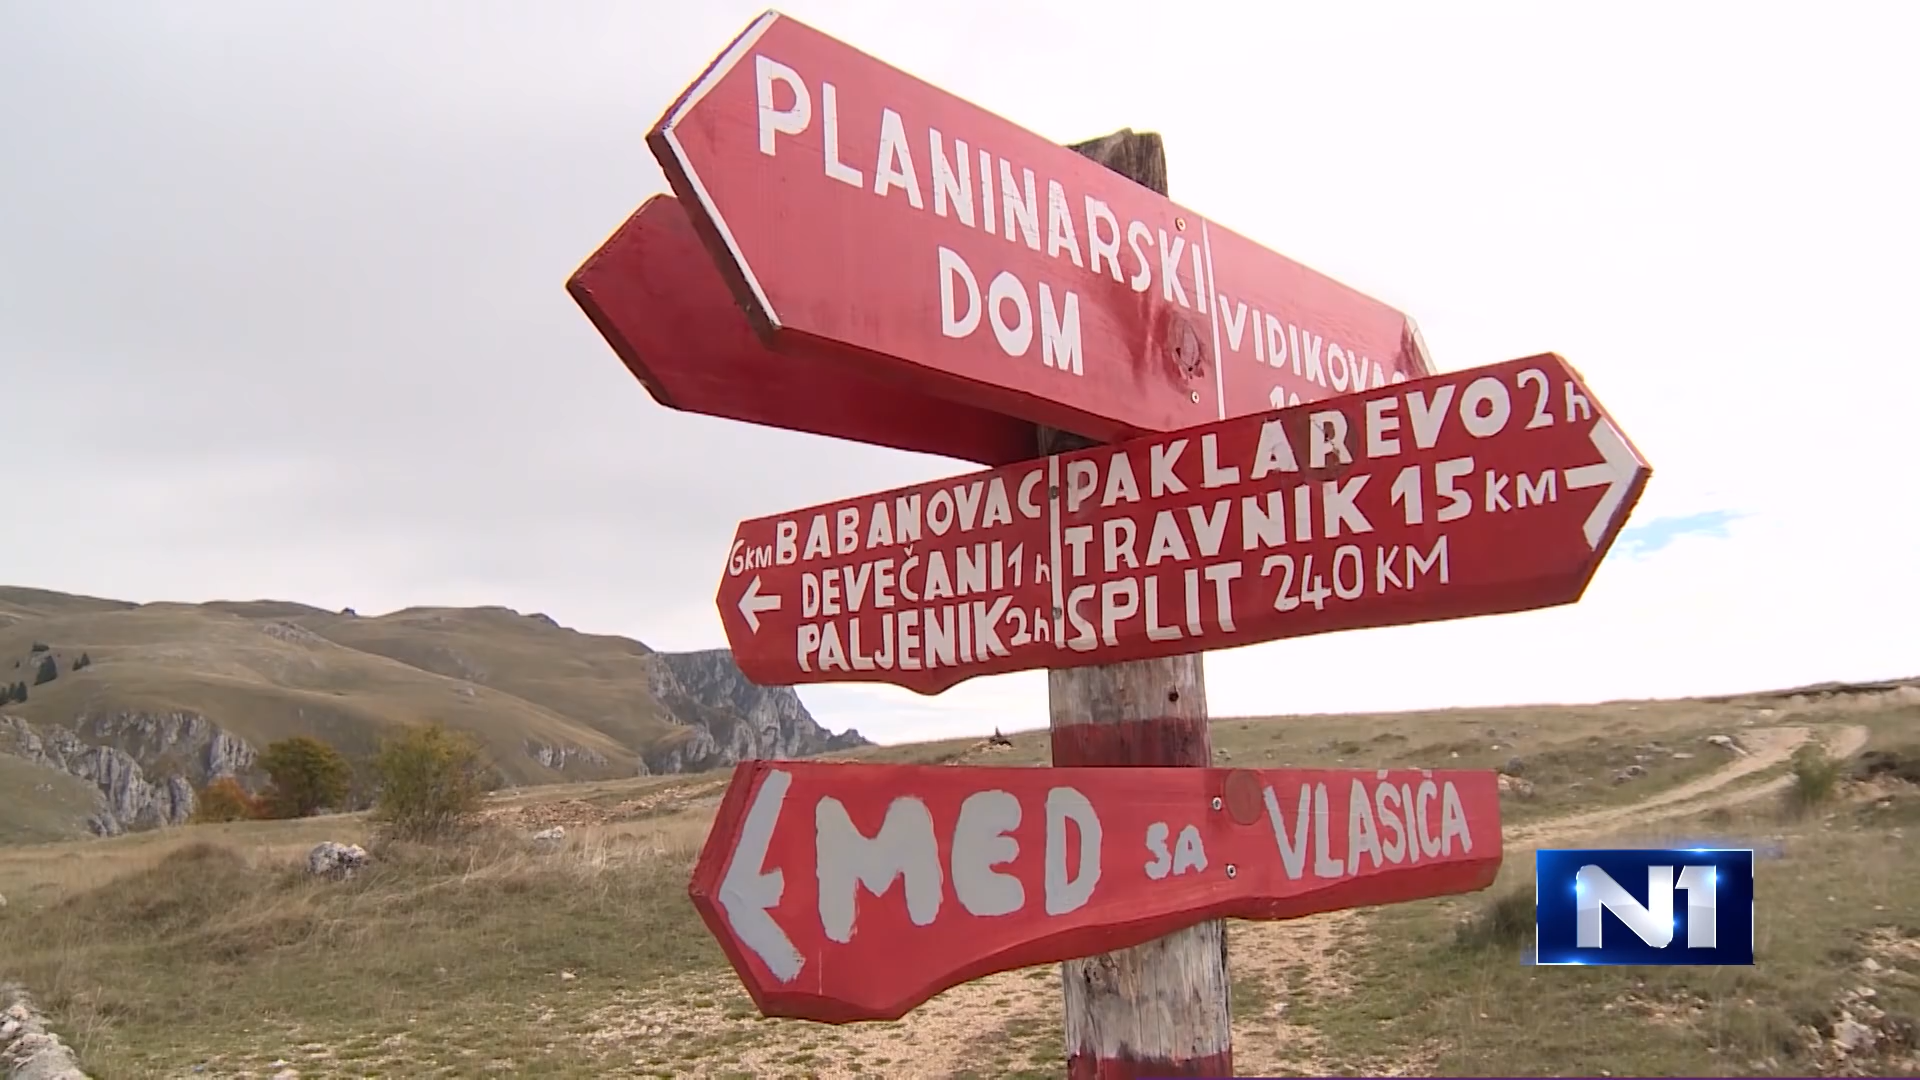 PLANINARSKI
DOM
VIDIKOVAC
6KM BABANOVAC
DEVEČANI 1h
PALJENIK 2h
PAKLAREVO 2h
TRAVNIK 15 KM
SPLIT 240 KM
MED SA VLAŠIĆA
N1